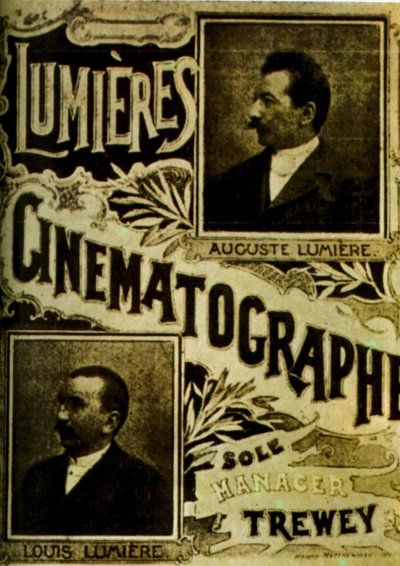 LUMIÈRES
AUGUSTE LUMIÈRE.
CINEMATOGRAPHE
LOUIS LUMIÈRE.
SOLE
MANAGER
TREWEY